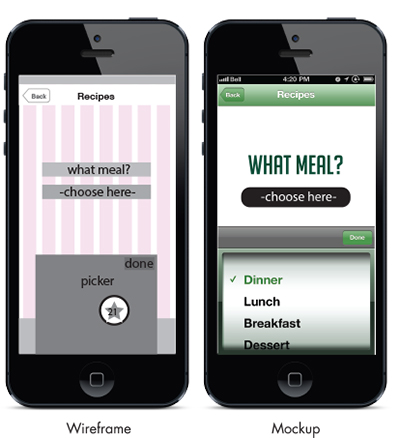 Back Recipes
what meal?
-choose here-
done
picker
21
Wireframe
Bell 4:20 PM
Back Recipes
WHAT MEAL?
-choose here-
Done
✓ Dinner
Lunch
Breakfast
Dessert
Mockup